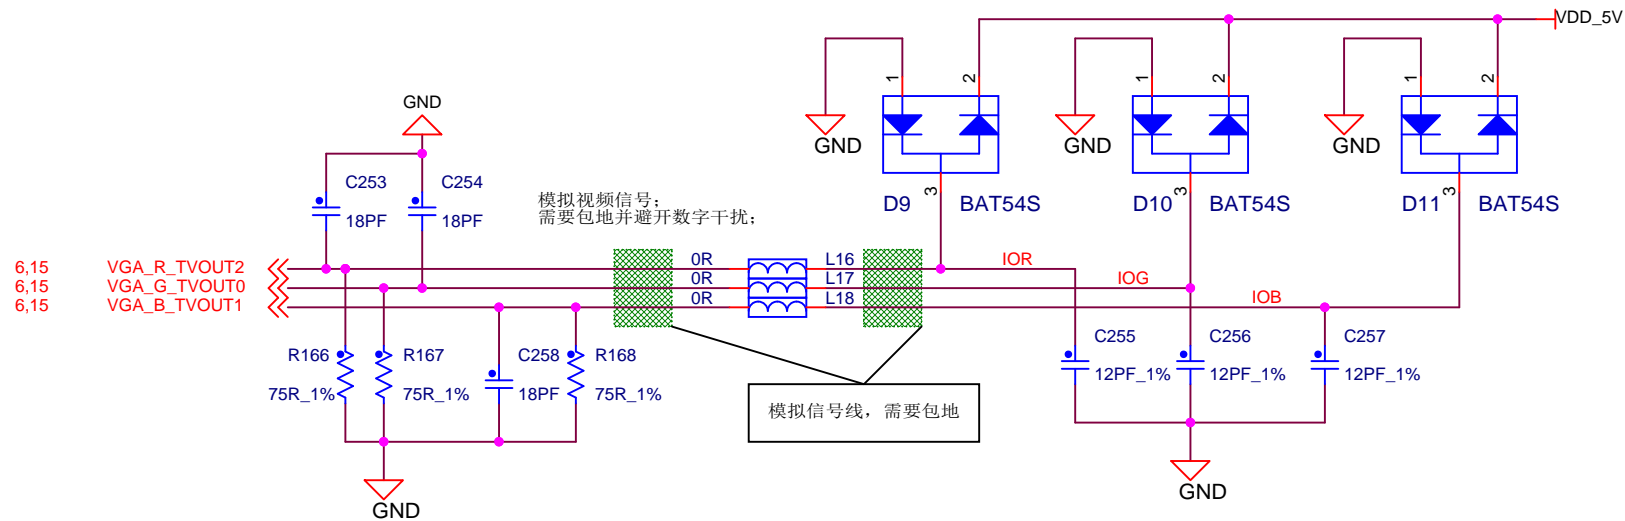 VDD_5V
1
2
1
2
1
2
GND
GND
GND
GND
C253
C254
18PF
18PF
模拟视频信号；
需要包地并避开数字干扰；
3
D9
BAT54S
3
D10
BAT54S
3
D11
BAT54S
6,15
VGA_R_TVOUT2
0R
L16
IOR
6,15
VGA_G_TVOUT0
0R
L17
IOG
6,15
VGA_B_TVOUT1
0R
L18
IOB
R166
R167
C258
R168
75R_1%
75R_1%
18PF
75R_1%
C255
C256
C257
12PF_1%
12PF_1%
12PF_1%
模拟信号线，需要包地
GND
GND